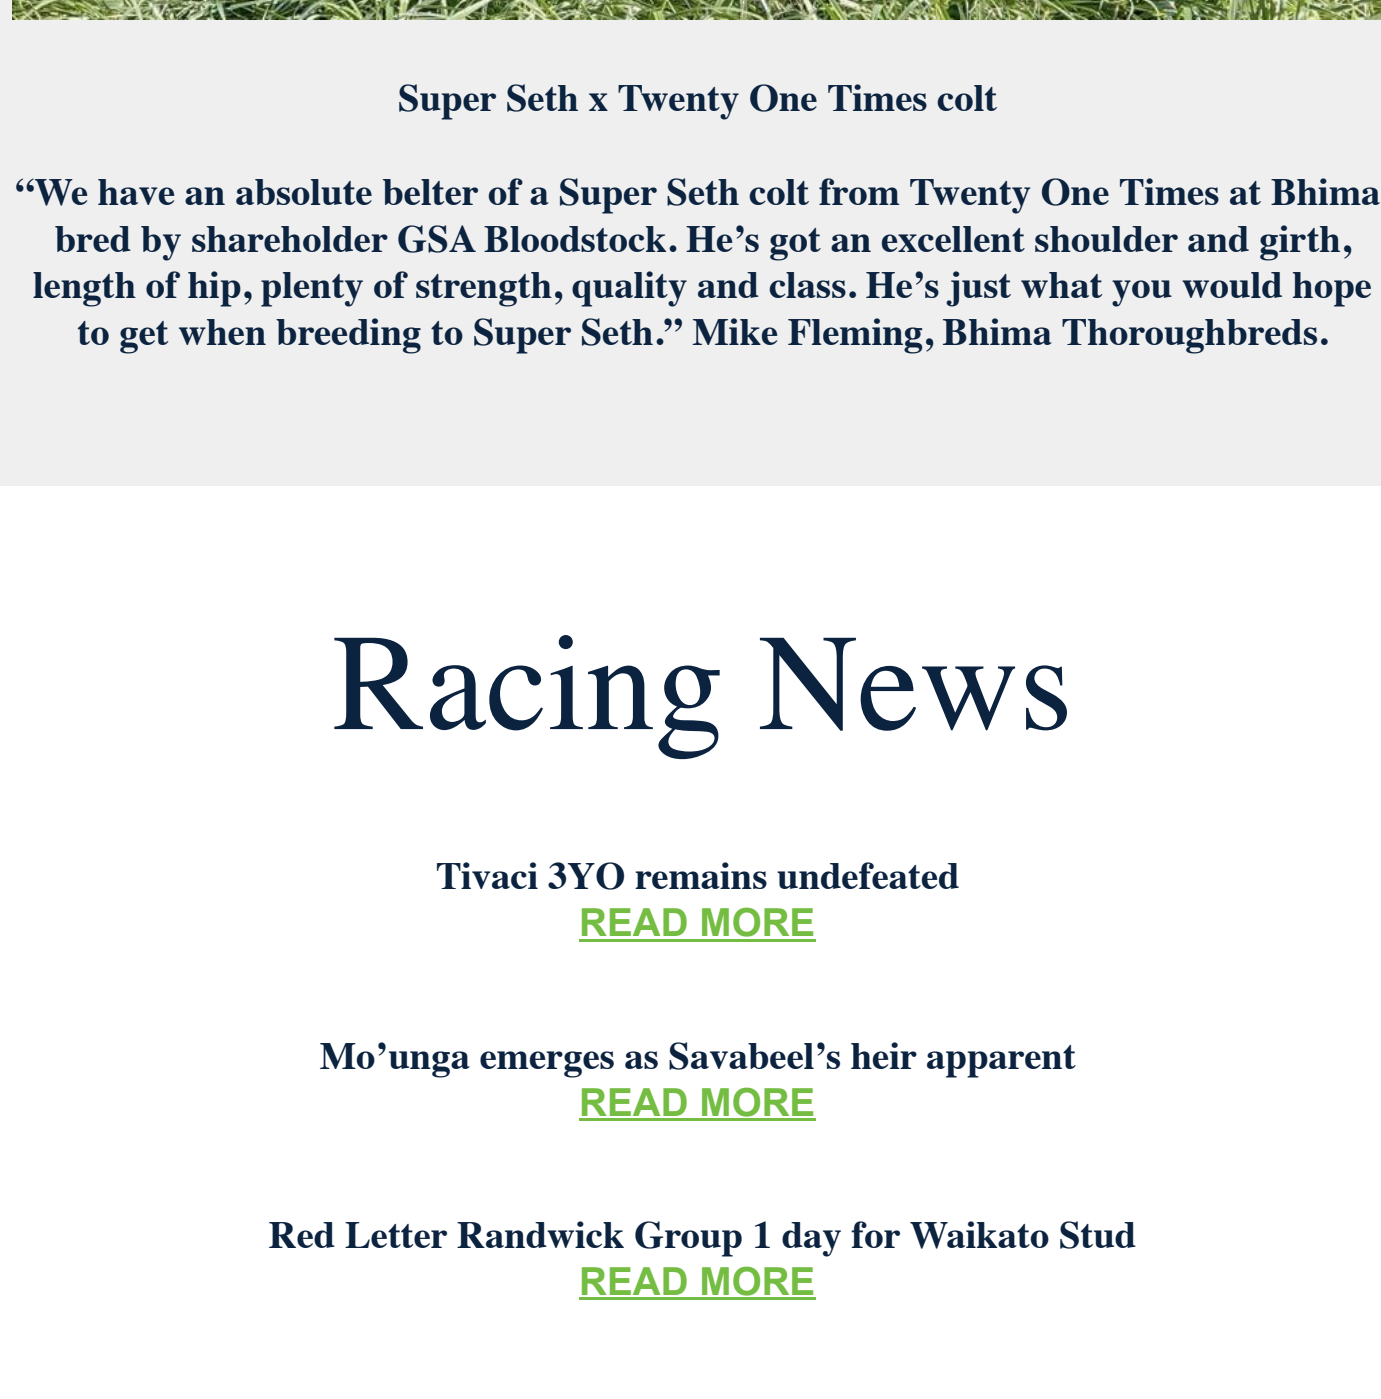 Super Seth x Twenty One Times colt
“We have an absolute belter of a Super Seth colt from Twenty One Times at Bhima
bred by shareholder GSA Bloodstock. He’s got an excellent shoulder and girth,
length of hip, plenty of strength, quality and class. He’s just what you would hope
to get when breeding to Super Seth.” Mike Fleming, Bhima Thoroughbreds.
Racing News
Tivaci 3YO remains undefeated
READ MORE
Mo’unga emerges as Savabeel’s heir apparent
READ MORE
Red Letter Randwick Group 1 day for Waikato Stud
READ MORE